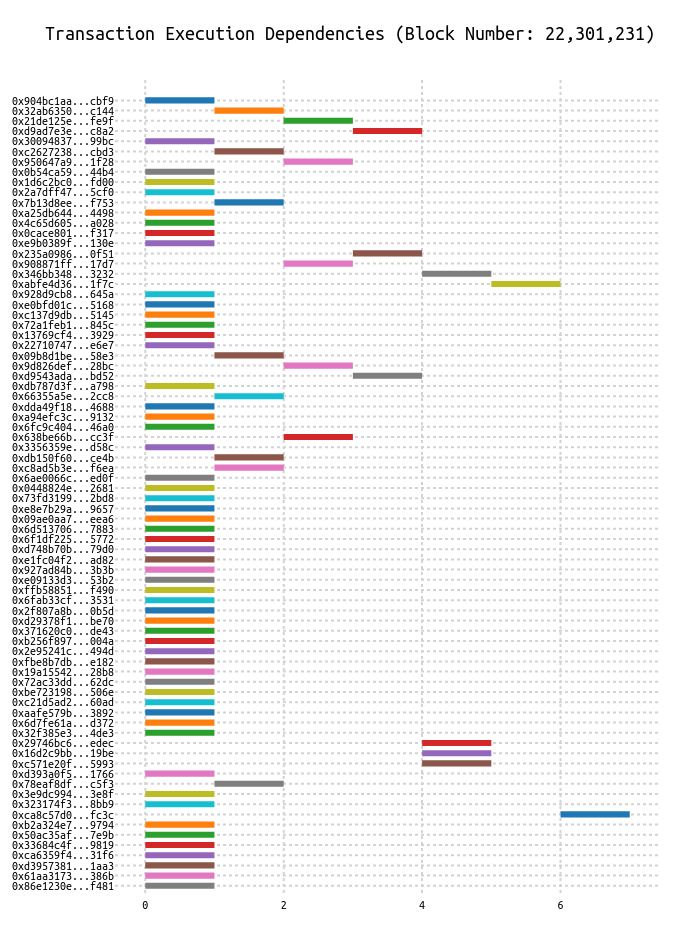 Transaction Execution Dependencies (Block Number: 22,301,231)
0x904bc1aa...cbf9
0x32ab6350...c144
0x21de125e...fe9f
0xd9ad7e3e...c8a2
0x30094837...99bc
0xc2627238...cbd3
0x950647a9...1f28
0x0b54ca59...44b4
0x1d6c2bc0...fd00
0x2a7dff47...5cf0
0x7b13d8ee...f753
0xa25db644...4498
0x4c65d605...a028
0x0cace801...f317
0xe9b0389f...130e
0x235a0986...0f51
0x908871ff...17d7
0x346bb348...3232
0xabfe4d36...1f7c
0x928d9cb8...645a
0xe0bfd01c...5168
0xc137d9db...5145
0x72a1feb1...845c
0x13769cf4...3929
0x22710747...e6e7
0x09b8d1be...58e3
0x9d826def...28bc
0xd9543ada...bd52
0xdb787d3f...a798
0x66355a5e...2cc8
0xdda49f18...4688
0xa94efc3c...9132
0x6fc9c404...46a0
0x638be66b...cc3f
0x3356359e...d58c
0xdb150f60...ce4b
0xc8ad5b3e...f6ea
0x6ae0066c...ed0f
0x0448824e...2681
0x73fd3199...2bd8
0xe8e7b29a...9657
0x09ae0aa7...eea6
0x6d513706...7883
0x6f1df225...5772
0xd748b70b...79d0
0xe1fc04f2...ad82
0x927ad84b...3b3b
0xe09133d3...53b2
0xffb58851...f490
0x6fab33cf...3531
0x2f807a8b...0b5d
0xd29378f1...be70
0x371620c0...de43
0xb256f897...004a
0x2e95241c...494d
0xfbe8b7db...e182
0x19a15542...28b8
0x72ac33dd...62dc
0xbe723198...506e
0xc21d5ad2...60ad
0xaafe579b...3892
0x6d7fe61a...d372
0x32f385e3...4de3
0x29746bc6...edec
0x16d2c9bb...19be
0xc571e20f...5993
0xd393a0f5...1766
0x78eaf8df...c5f3
0x3e9dc994...3e8f
0x323174f3...8bb9
0xca8c57d0...fc3c
0xb2a324e7...9794
0x50ac35af...7e9b
0x33684c4f...9819
0xca6359f4...31f6
0xd3957381...1aa3
0x61aa3173...386b
0x86e1230e...f481
0 2 4 6